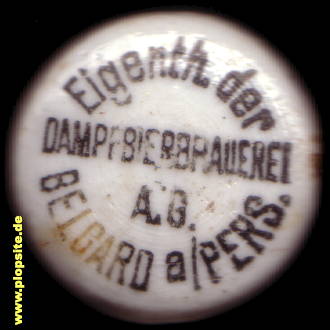 Eigenth. der
DAMPFBIERBRAUEREI
A.G.
BELGARD a/PERS.
www.plopsite.de